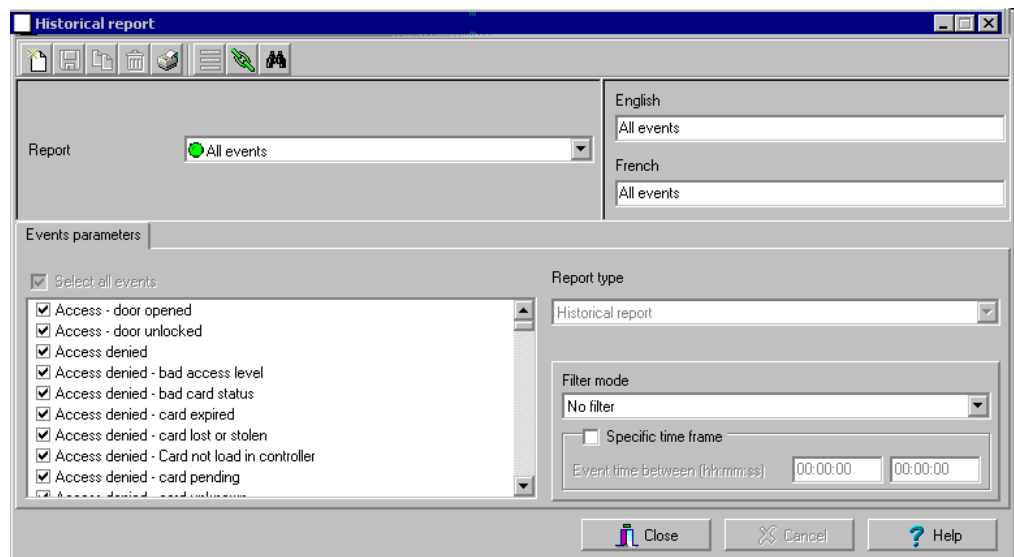 Historical report
English
All events
Report
All events
French
All events
Events parameters
Select all events
Report type
Access - door opened
Historical report
Access - door unlocked
Access denied
Access denied - bad access level
Filter mode
Access denied - bad card status
No filter
Access denied - card expired
Access denied - card lost or stolen
Specific time frame
Access denied - Card not load in controller
Event time between (hh:mm:ss) 00:00:00 00:00:00
Access denied - card pending
Access denied - card unknown
Close Cancel Help